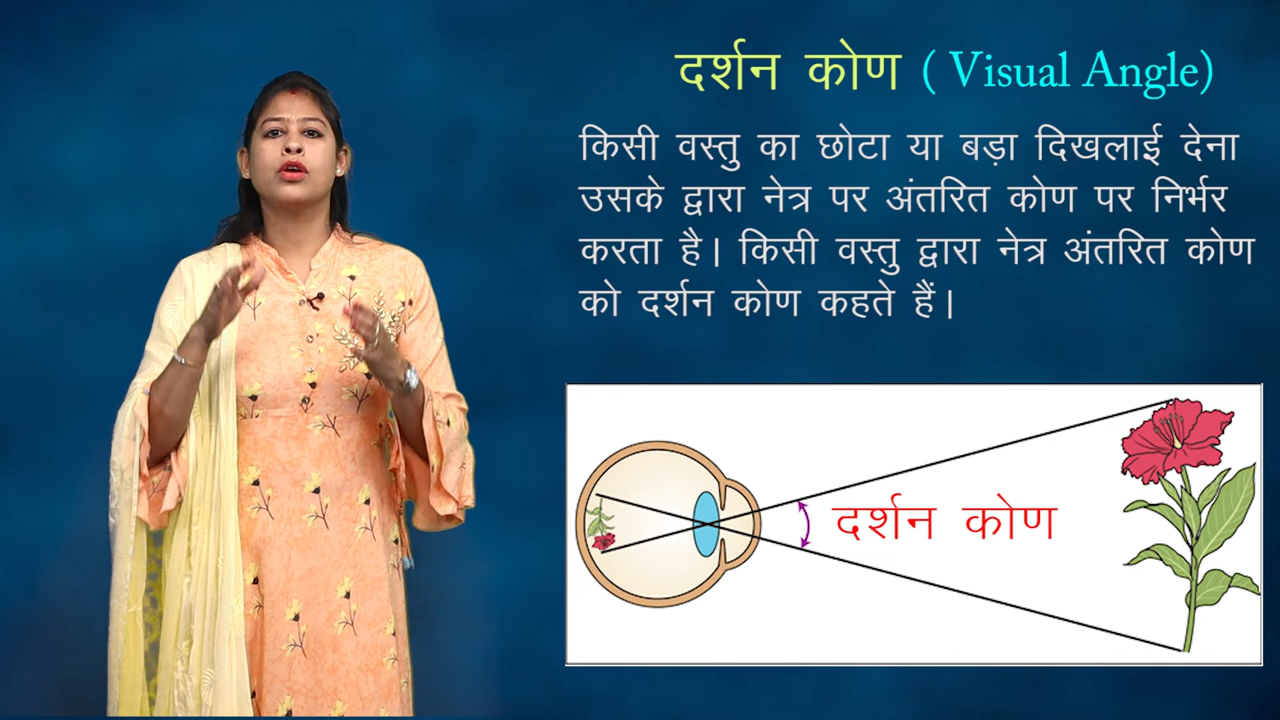 दर्शन कोण ( Visual Angle)
किसी वस्तु का छोटा या बड़ा दिखलाई देना
उसके द्वारा नेत्र पर अंतरित कोण पर निर्भर
करता है। किसी वस्तु द्वारा नेत्र अंतरित कोण
को दर्शन कोण कहते हैं।
दर्शन कोण